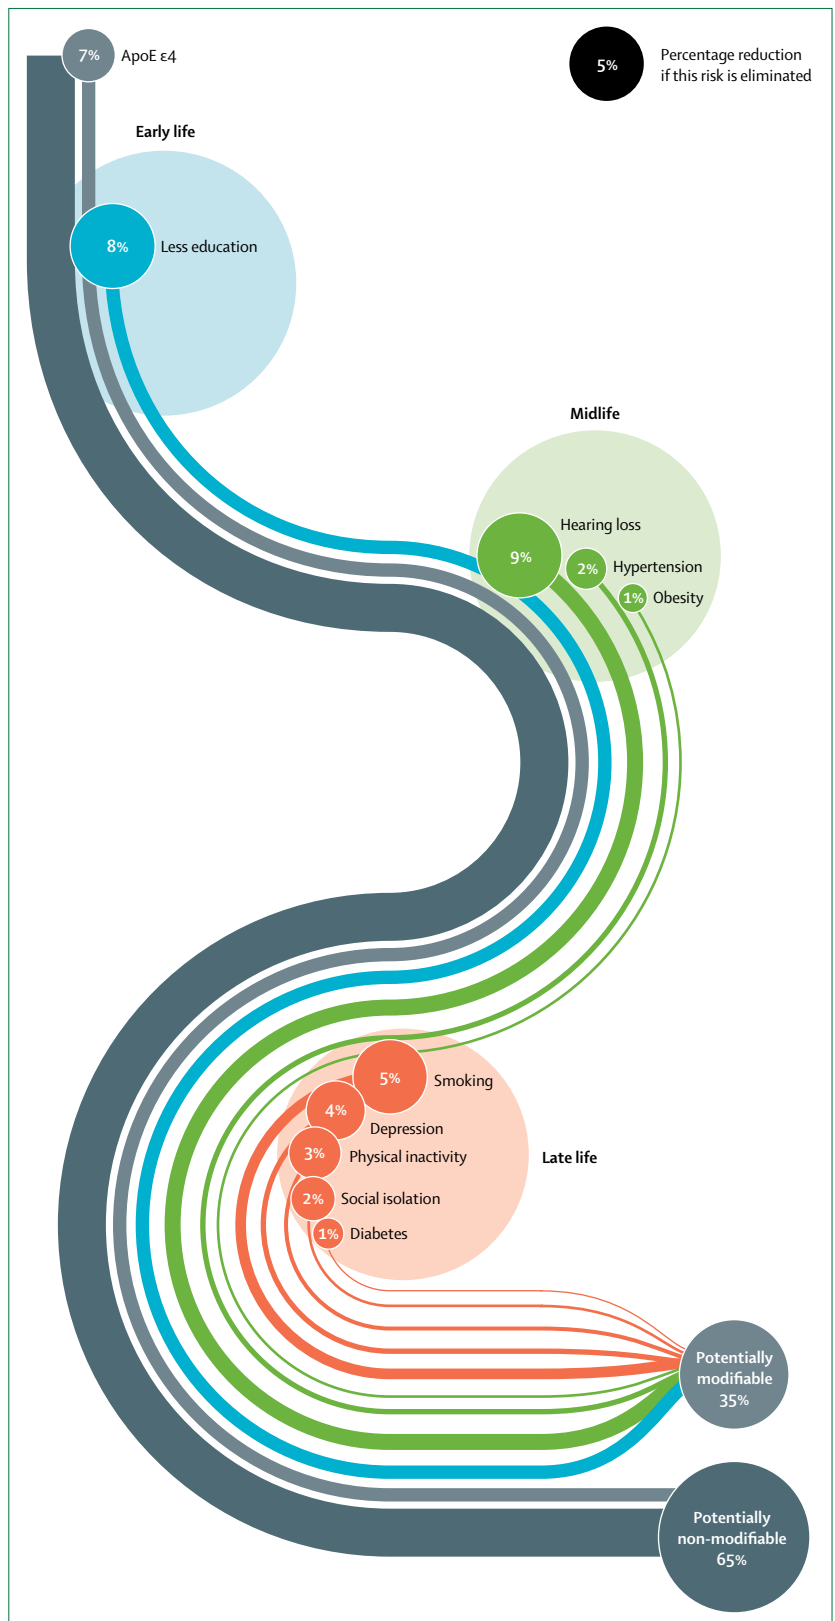 7%
ApoE ε4
5%
Percentage reduction
if this risk is eliminated
Early life
8%
Less education
Midlife
Hearing loss
9%
2%
Hypertension
1%
Obesity
5%
Smoking
4%
Depression
3%
Physical inactivity
Late life
2%
Social isolation
1%
Diabetes
Potentially
modifiable
35%
Potentially
non-modifiable
65%